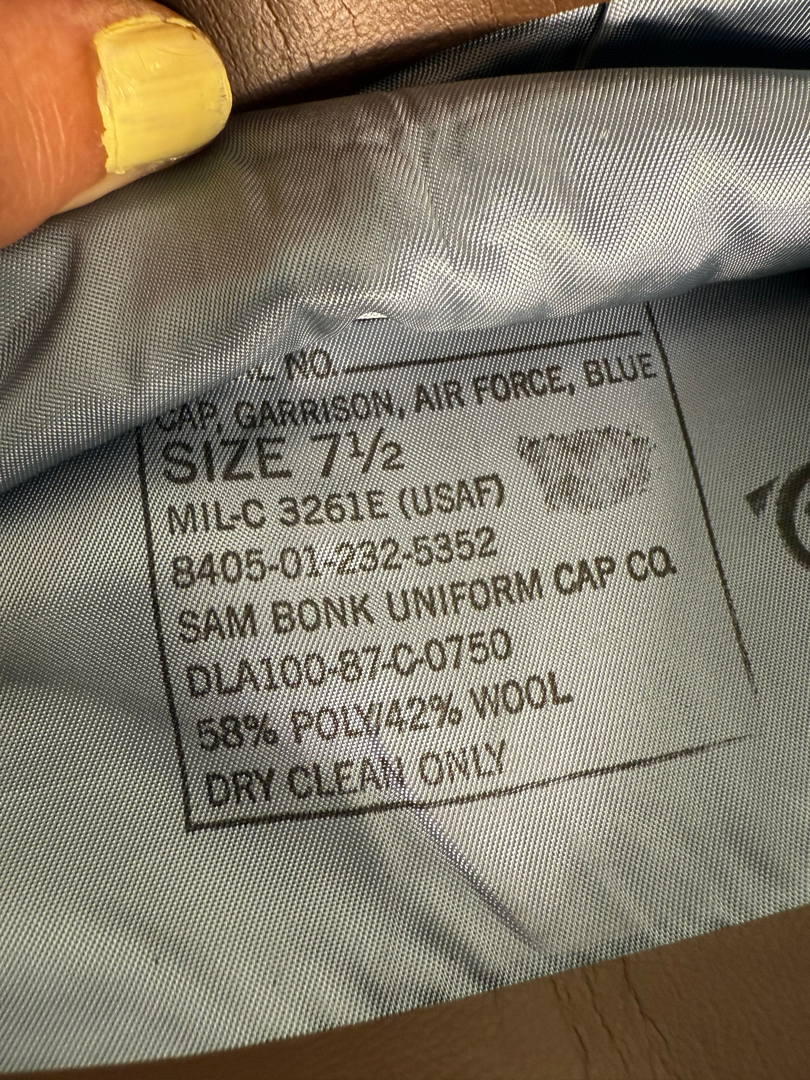 NO.
CAP, GARRISON, AIR FORCE, BLUE
SIZE 7½
MIL-C 3261E (USAF)
8405-01-232-5352
SAM BONK UNIFORM CAP CO.
DLA100-87-C-0750
58% POLY/42% WOOL
DRY CLEAN ONLY